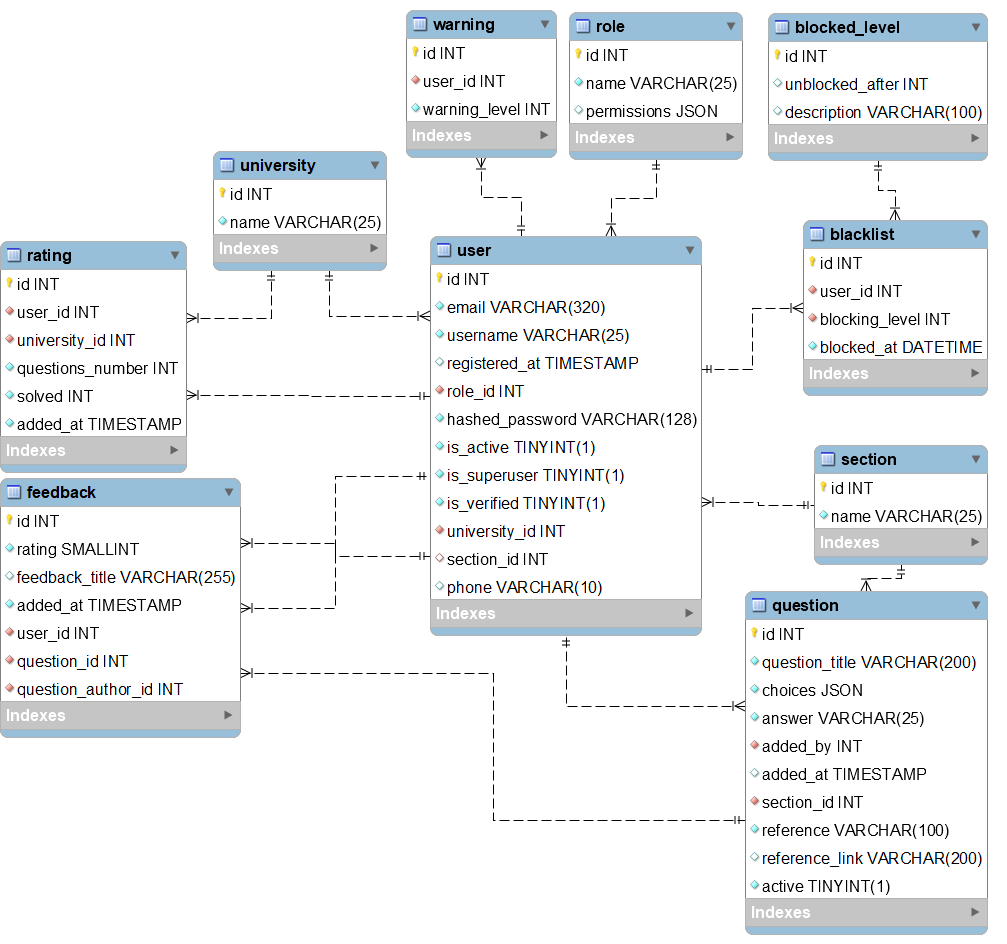 warning
id INT
user_id INT
warning_level INT
Indexes
role
id INT
name VARCHAR(25)
permissions JSON
Indexes
blocked_level
id INT
unblocked_after INT
description VARCHAR(100)
Indexes
university
id INT
name VARCHAR(25)
Indexes
rating
id INT
user_id INT
university_id INT
questions_number INT
solved INT
added_at TIMESTAMP
Indexes
user
id INT
email VARCHAR(320)
username VARCHAR(25)
registered_at TIMESTAMP
role_id INT
hashed_password VARCHAR(128)
is_active TINYINT(1)
is_superuser TINYINT(1)
is_verified TINYINT(1)
university_id INT
section_id INT
phone VARCHAR(10)
Indexes
blacklist
id INT
user_id INT
blocking_level INT
blocked_at DATETIME
Indexes
feedback
id INT
rating SMALLINT
feedback_title VARCHAR(255)
added_at TIMESTAMP
user_id INT
question_id INT
question_author_id INT
Indexes
section
id INT
name VARCHAR(25)
Indexes
question
id INT
question_title VARCHAR(200)
choices JSON
answer VARCHAR(25)
added_by INT
added_at TIMESTAMP
section_id INT
reference VARCHAR(100)
reference_link VARCHAR(200)
active TINYINT(1)
Indexes